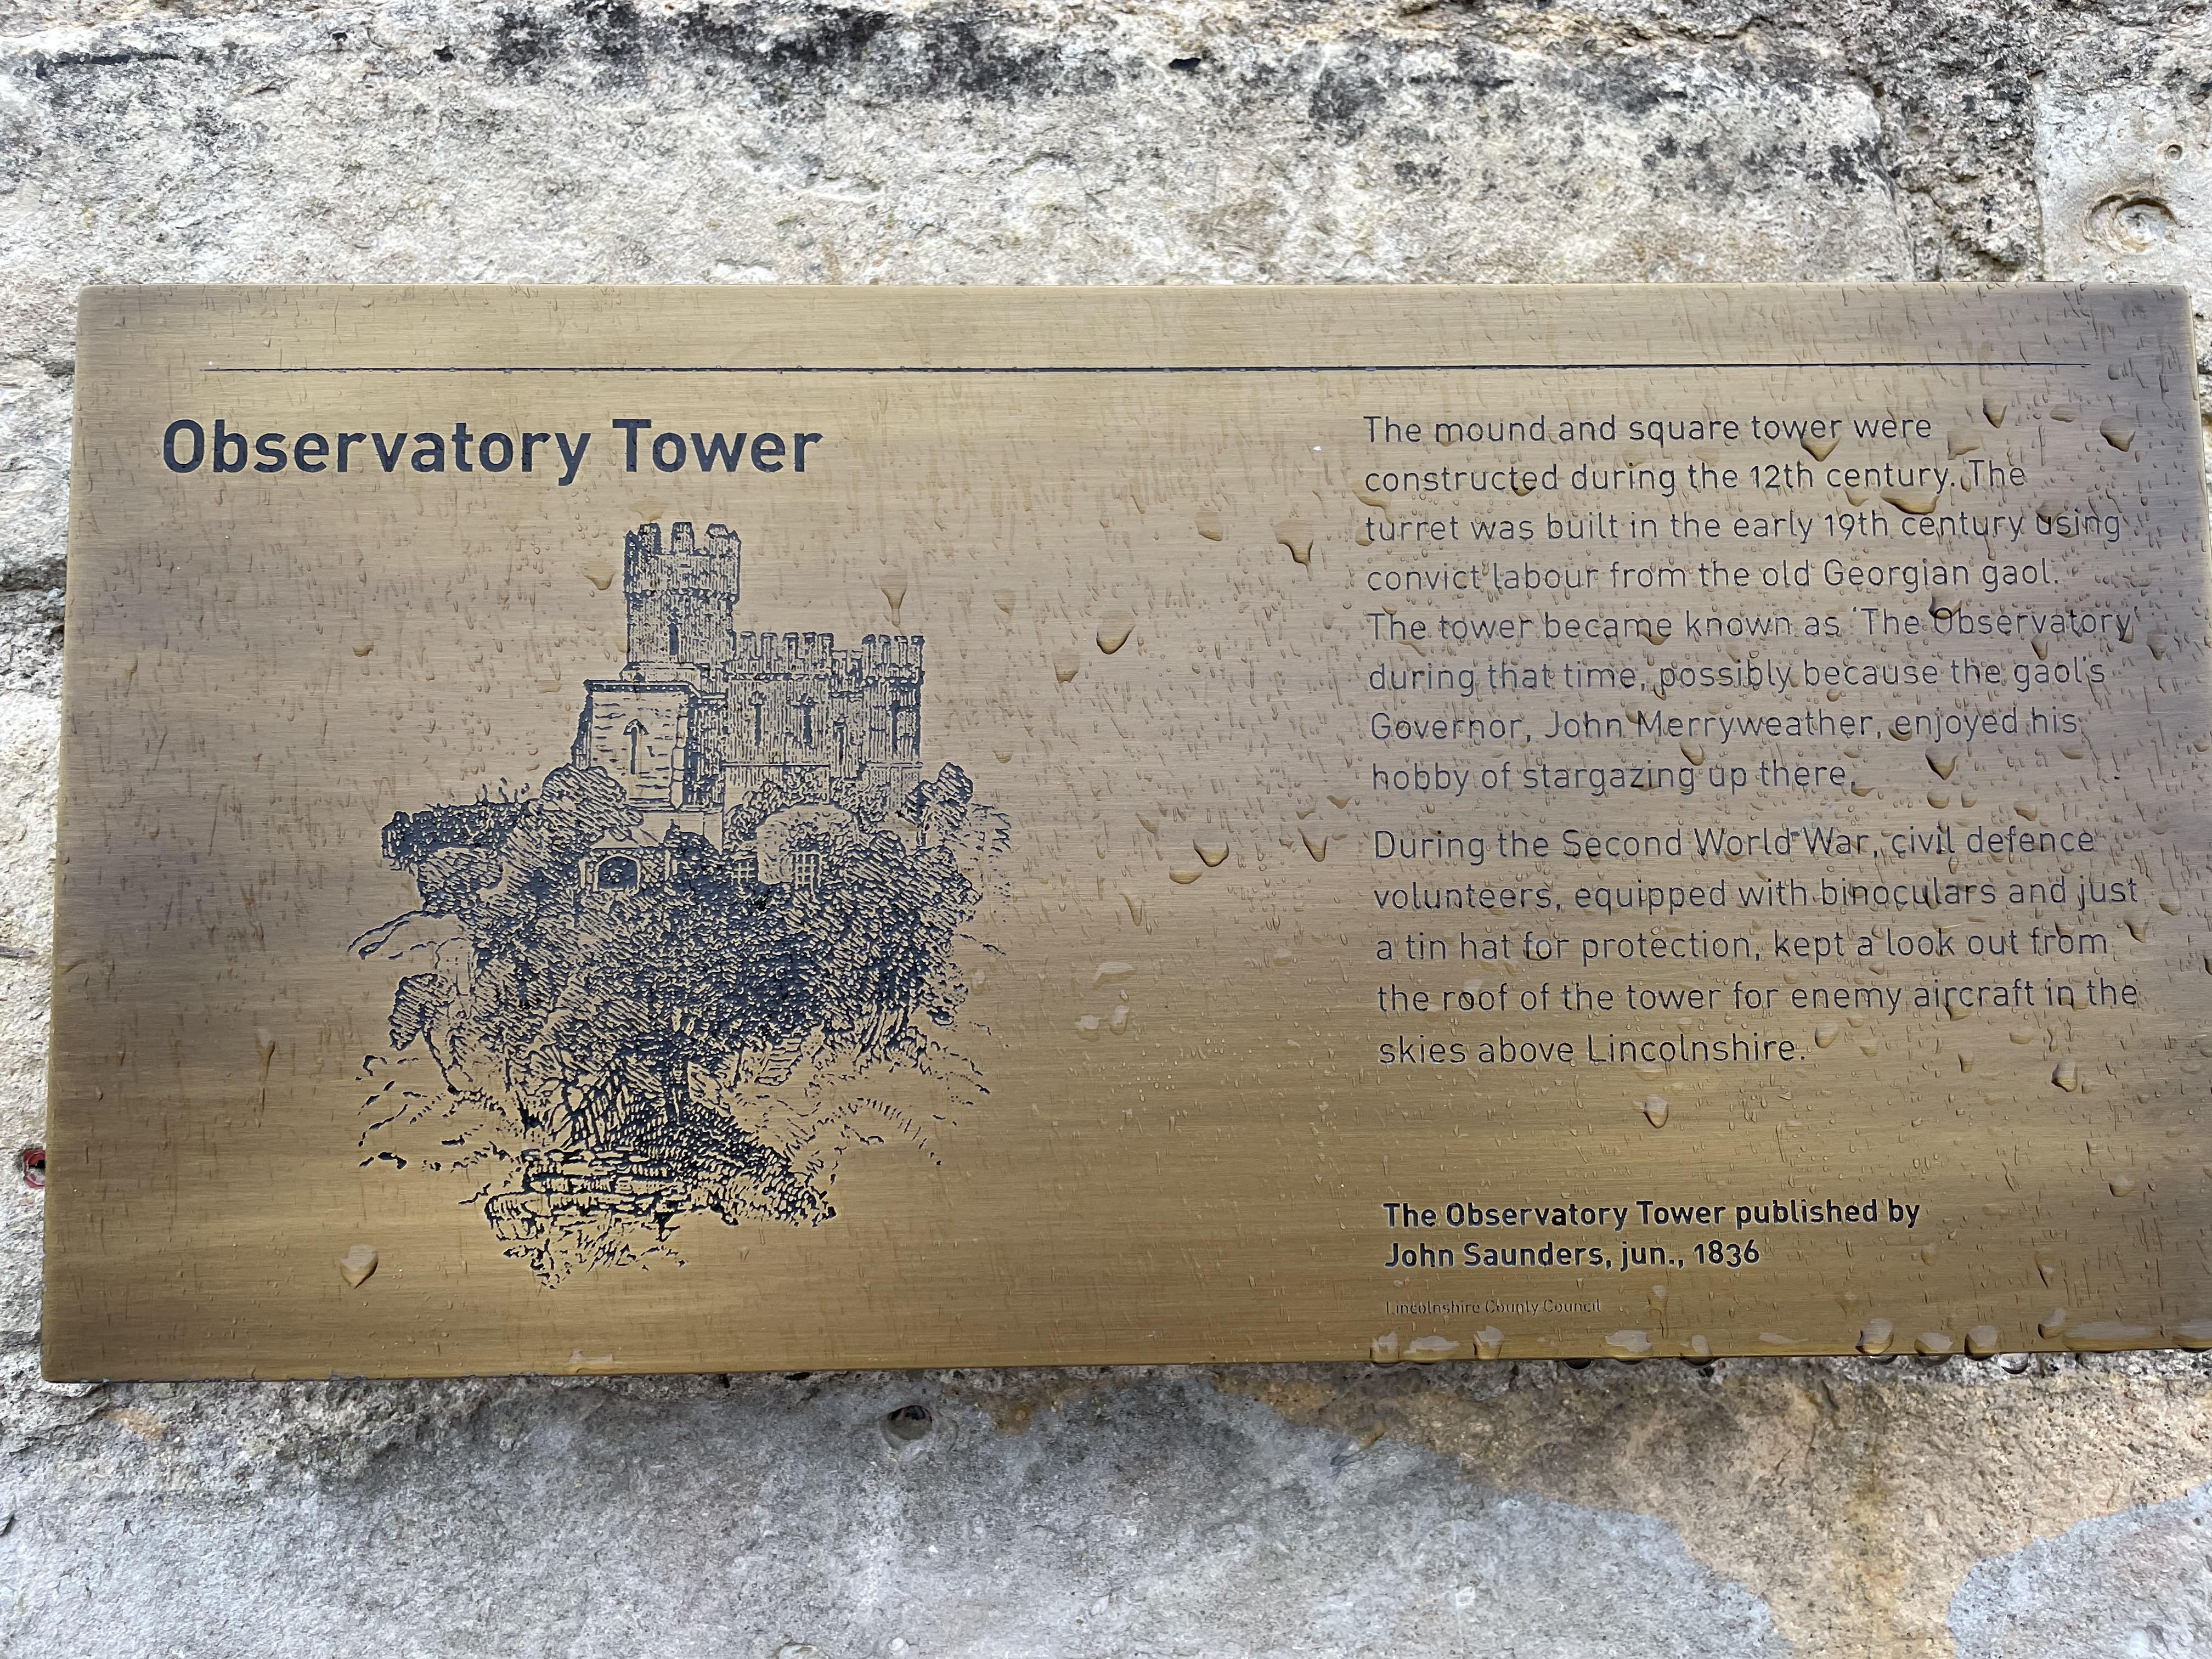 Observatory Tower
The mound and square tower were
constructed during the 12th century. The
turret was built in the early 19th century using
convict labour from the old Georgian gaol.
The tower became known as ‘The Observatory’
during that time, possibly because the gaol's
Governor, John Merryweather, enjoyed his
hobby of stargazing up there.
During the Second World War, civil defence
volunteers, equipped with binoculars and just
a tin hat for protection, kept a look out from
the roof of the tower for enemy aircraft in the
skies above Lincolnshire.
The Observatory Tower published by
John Saunders, jun., 1836
Lincolnshire County Council